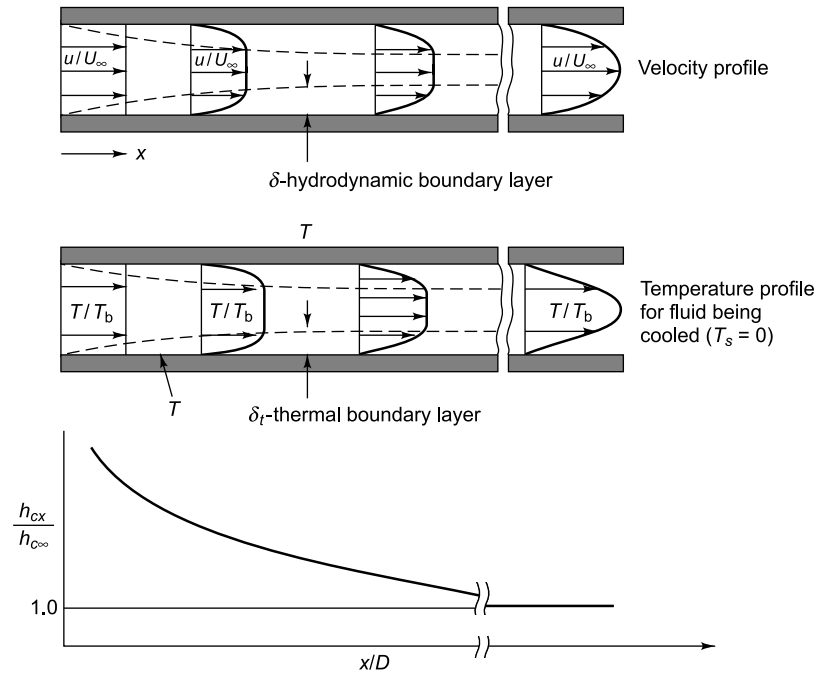 u/U∞ u/U∞ u/U∞
Velocity profile
x
δ-hydrodynamic boundary layer
T
T/Tb T/Tb T/Tb
Temperature profile
for fluid being
cooled (Ts = 0)
T
δt-thermal boundary layer
hcx
hc∞
1.0
x/D